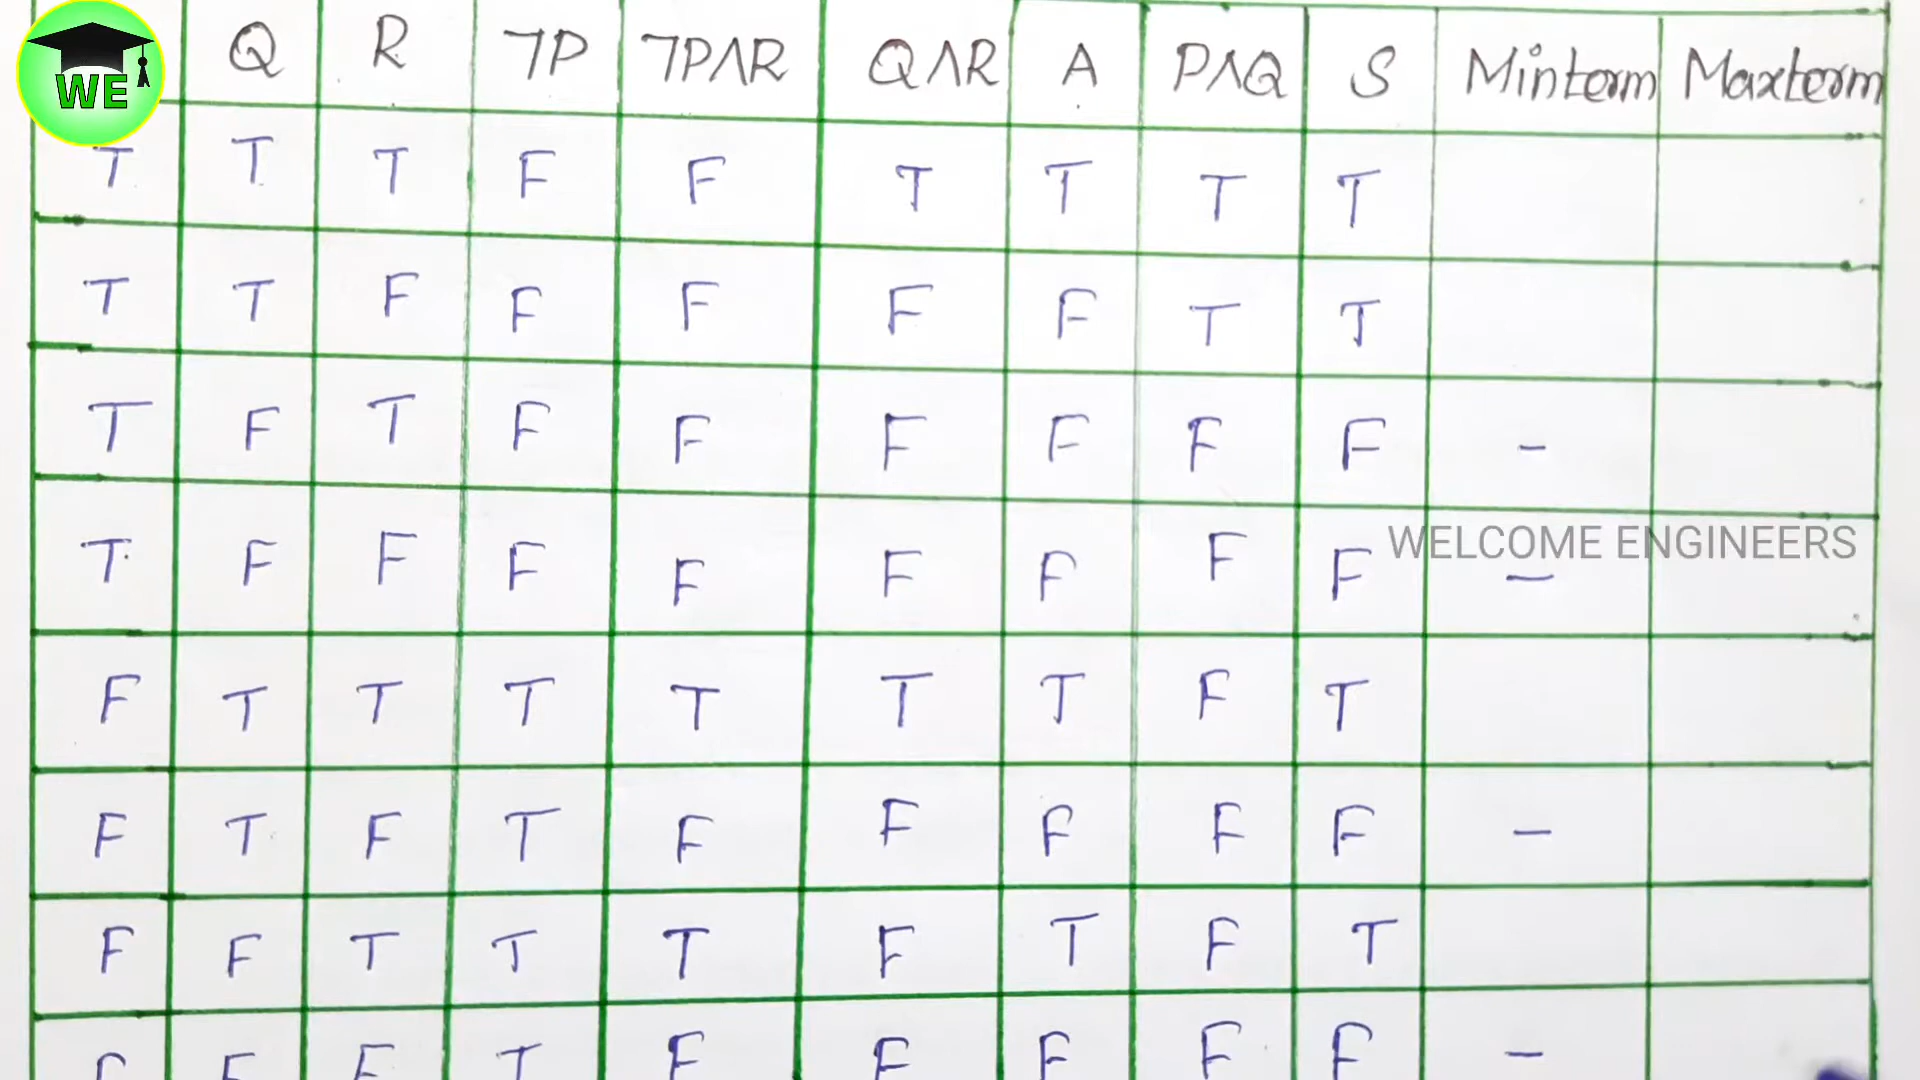 WE
Q R ¬P ¬P∧R Q∧R A P∧Q S Minterm Maxterm
T T T F F T T T T
T T F F F F F T T
T F T F F F F F F -
WELCOME ENGINEERS
T F F F F F F F F -
F T T T T T T F T
F T F T F F F F F -
F F T T T F T F T
F F F T F F F F F -